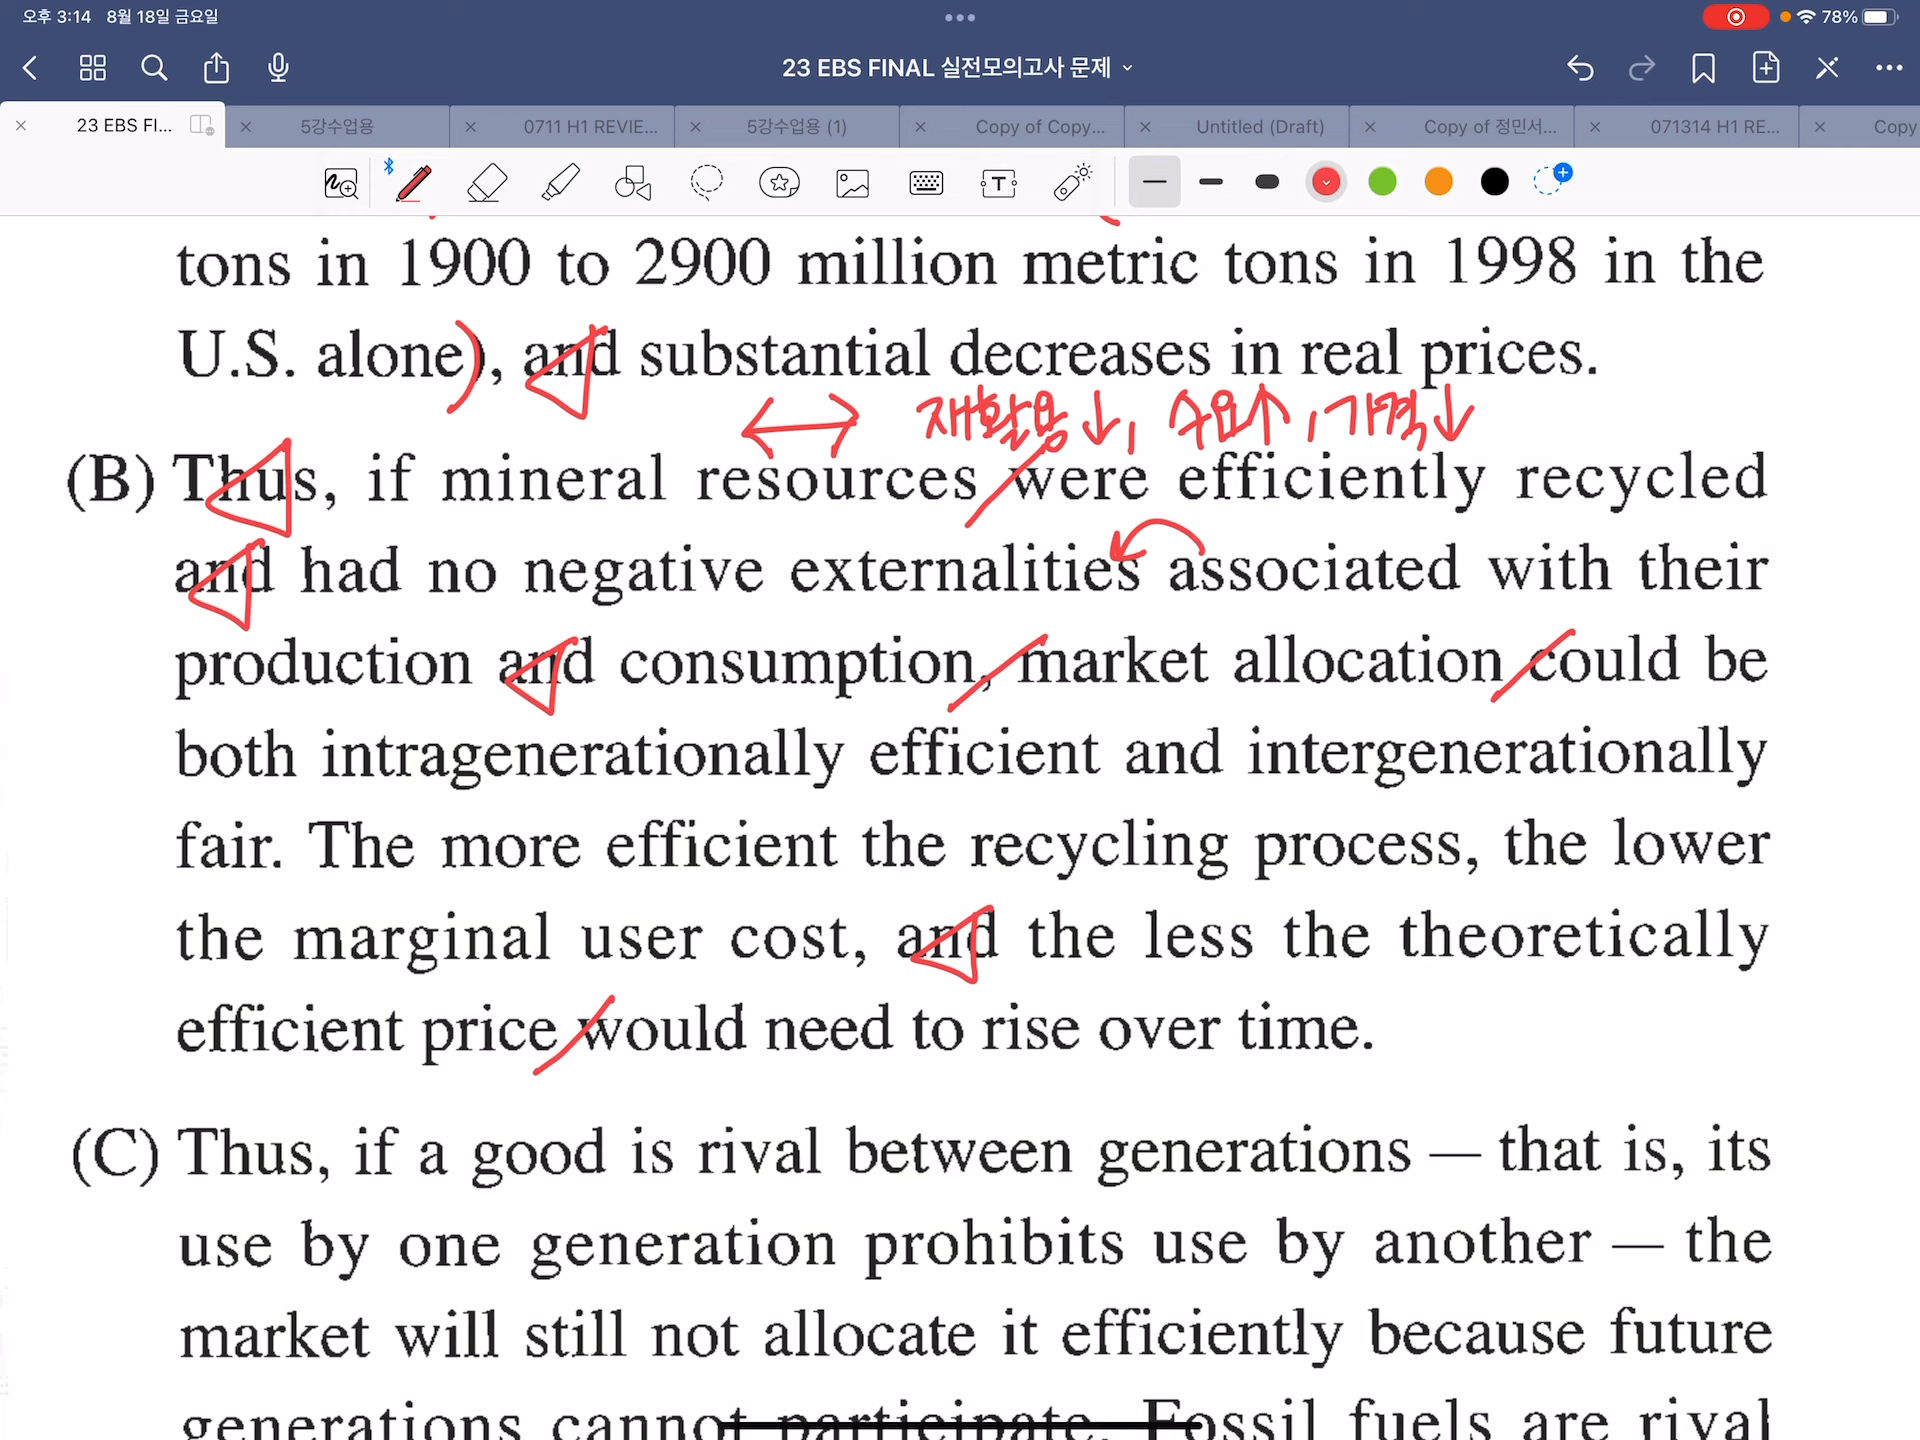 오후 3:14 8월 18일 금요일
78%
23 EBS FINAL 실전모의고사 문제
23 EBS FI...
5강수업용
0711 H1 REVIE...
5강수업용 (1)
Copy of Copy...
Untitled (Draft)
Copy of 정민서...
071314 H1 RE...
Copy
tons in 1900 to 2900 million metric tons in 1998 in the
U.S. alone), and substantial decreases in real prices.
↔ 재활용↓, 수요↑, 가격↓
(B) Thus, if mineral resources were efficiently recycled
and had no negative externalities associated with their
production and consumption, market allocation could be
both intragenerationally efficient and intergenerationally
fair. The more efficient the recycling process, the lower
the marginal user cost, and the less the theoretically
efficient price would need to rise over time.
(C) Thus, if a good is rival between generations — that is, its
use by one generation prohibits use by another — the
market will still not allocate it efficiently because future
generations cannot participate. Fossil fuels are rival